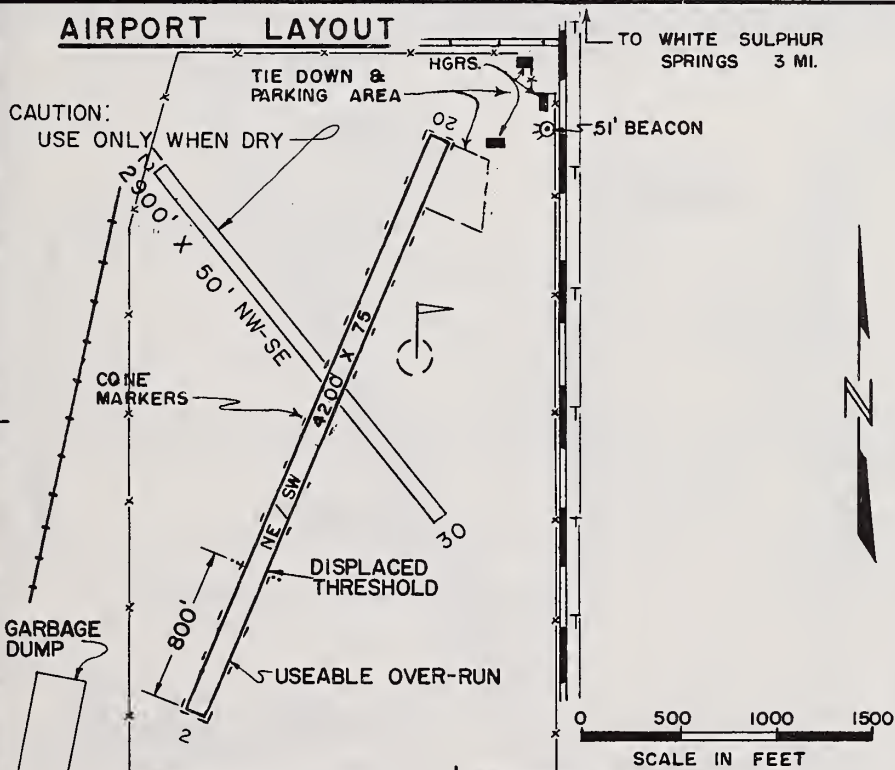 AIRPORT LAYOUT
TO WHITE SULPHUR
SPRINGS 3 MI.
HGRS.
TIE DOWN &
PARKING AREA
CAUTION:
USE ONLY WHEN DRY
20
51' BEACON
2900' X 50' NW-SE
T
T
T
T
T
T
T
CONE
MARKERS
4200' X 75
NE / SW
N
30
DISPLACED
THRESHOLD
800'
GARBAGE
DUMP
USEABLE OVER-RUN
2
0 500 1000 1500
SCALE IN FEET